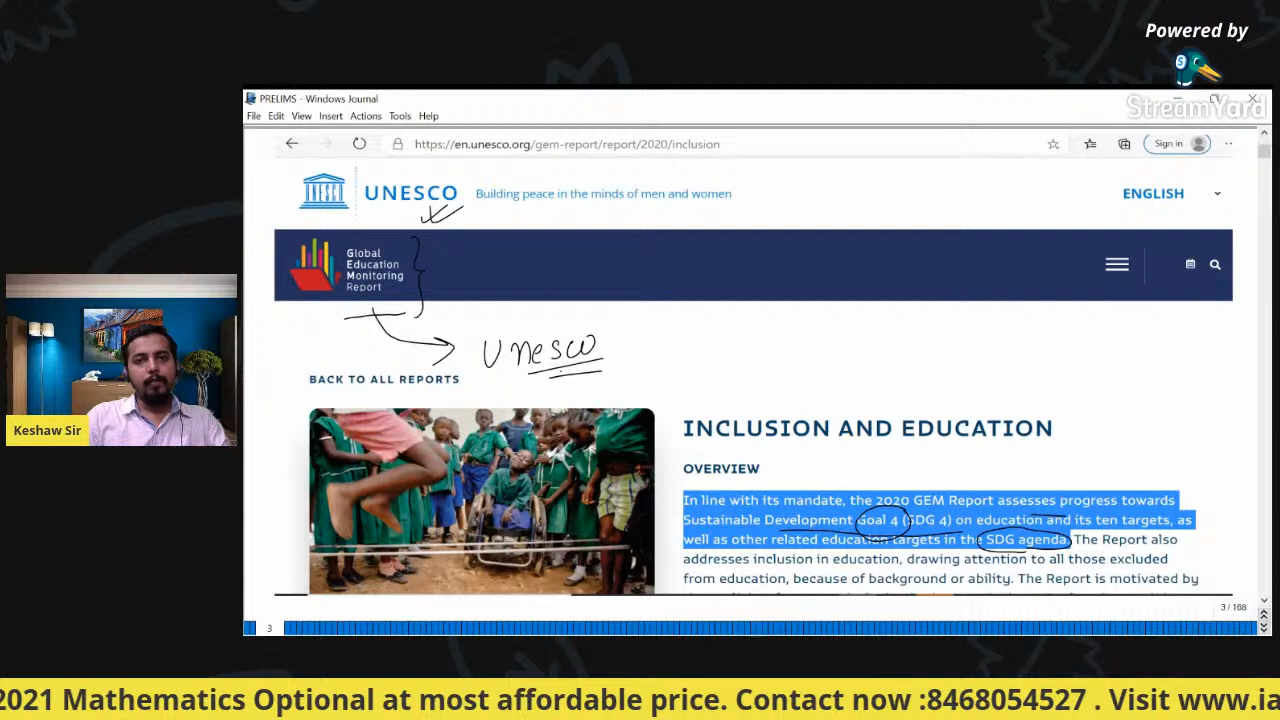 Powered by
StreamYard
PRELIMS - Windows Journal
File Edit View Insert Actions Tools Help
https://en.unesco.org/gem-report/report/2020/inclusion
Sign in
UNESCO
UNESCO
Building peace in the minds of men and women
ENGLISH
Global
Education
Monitoring
Report
Unesco
BACK TO ALL REPORTS
INCLUSION AND EDUCATION
OVERVIEW
In line with its mandate, the 2020 GEM Report assesses progress towards
Sustainable Development Goal 4 (SDG 4) on education and its ten targets, as
well as other related education targets in the SDG agenda. The Report also
addresses inclusion in education, drawing attention to all those excluded
from education, because of background or ability. The Report is motivated by
3 / 168
3
Keshaw Sir
2021 Mathematics Optional at most affordable price. Contact now :8468054527 . Visit www.ia